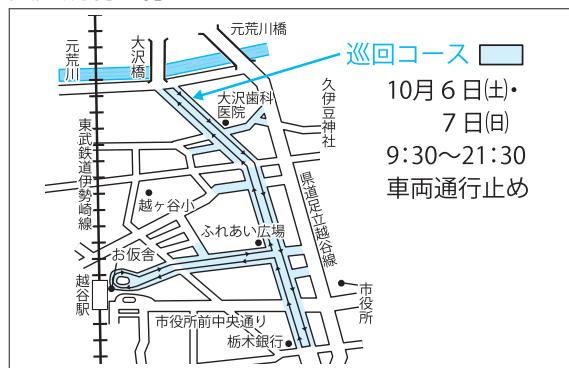 元荒川橋
大沢橋
元荒川
巡回コース
10月6日㈯・
7日㈰
9:30〜21:30
車両通行止め
大沢歯科
医院
久伊豆神社
東武鉄道伊勢崎線
越ヶ谷小
県道足立越谷線
ふれあい広場
お仮舎
越谷駅
市役所
市役所前中央通り
栃木銀行